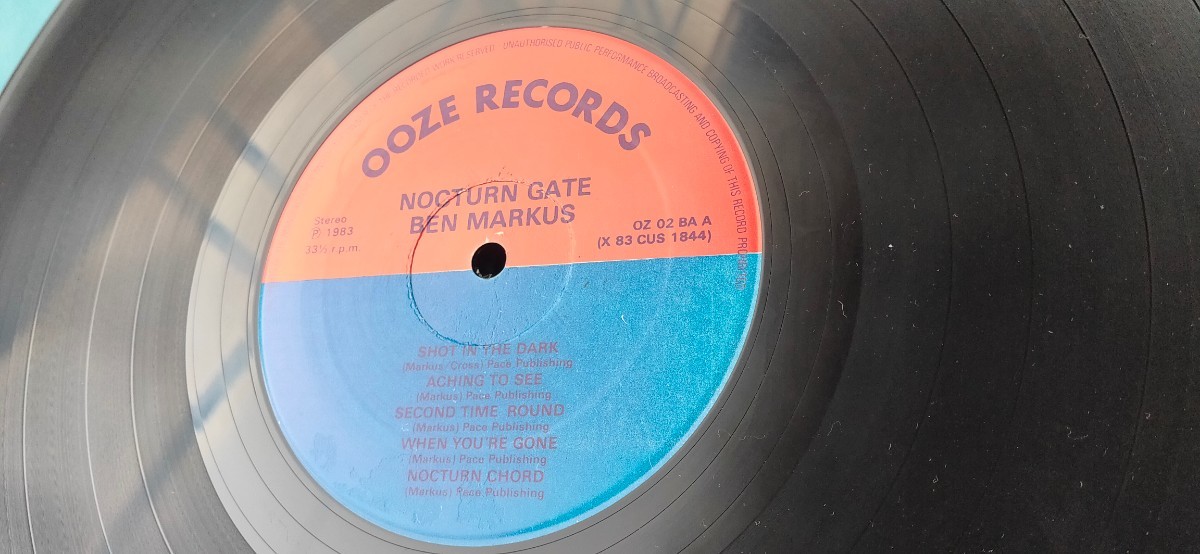 RESERVED UNAUTHORISED PUBLIC PERFORMANCE BROADCASTING AND COPYING OF THIS RECORD
OOZE RECORDS
NOCTURN GATE
BEN MARKUS
Stereo
Ⓟ 1983
33⅓ r.p.m.
OZ 02 BA A
(X 83 CUS 1844)
SHOT IN THE DARK
(Markus/Cross) Pace Publishing
ACHING TO SEE
(Markus) Pace Publishing
SECOND TIME ROUND
(Markus) Pace Publishing
WHEN YOU'RE GONE
(Markus) Pace Publishing
NOCTURN CHORD
(Markus) Pace Publishing